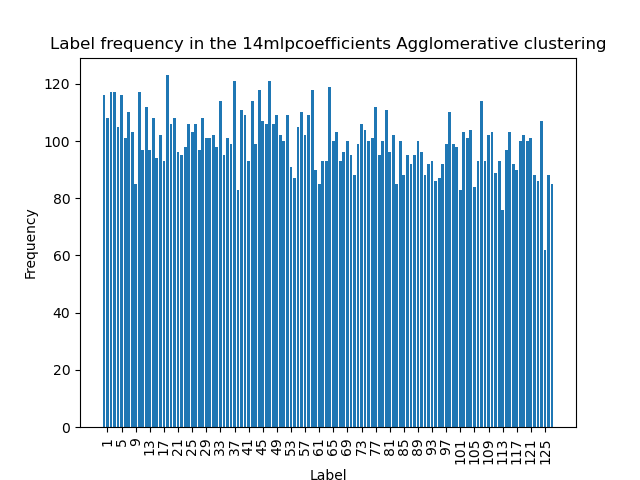 Label frequency in the 14mlpcoefficients Agglomerative clustering
120
100
80
60
40
20
0
Frequency
1 5 9 13 17 21 25 29 33 37 41 45 49 53 57 61 65 69 73 77 81 85 89 93 97 101 105 109 113 117 121 125
Label